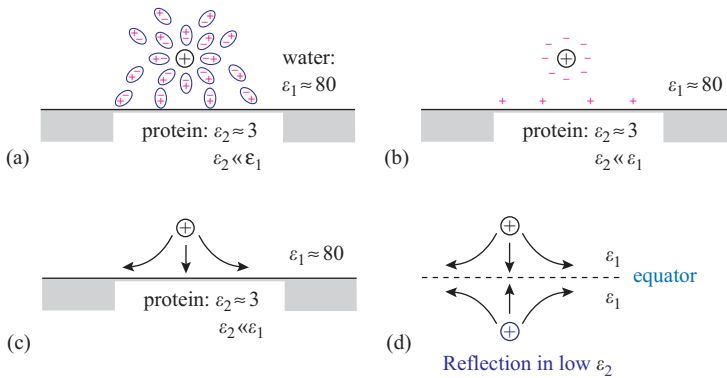 water:
ε₁ ≈ 80
protein: ε₂ ≈ 3
ε₂ « ε₁
(a)
ε₁ ≈ 80
protein: ε₂ ≈ 3
ε₂ « ε₁
(b)
ε₁ ≈ 80
protein: ε₂ ≈ 3
ε₂ «ε₁
(c)
ε₁
equator
ε₁
(d)
Reflection in low ε₂